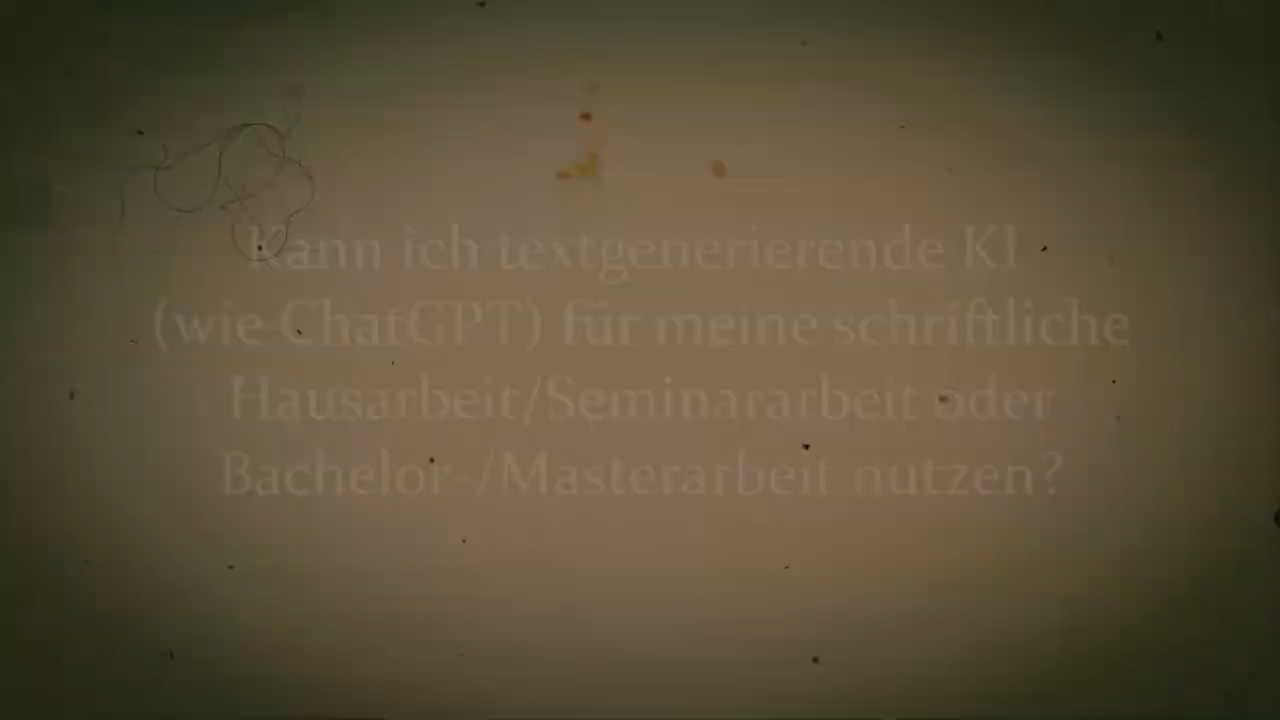 Kann ich textgenerierende KI
(wie ChatGPT) für meine schriftliche
Hausarbeit/Seminararbeit oder
Bachelor-/Masterarbeit nutzen?